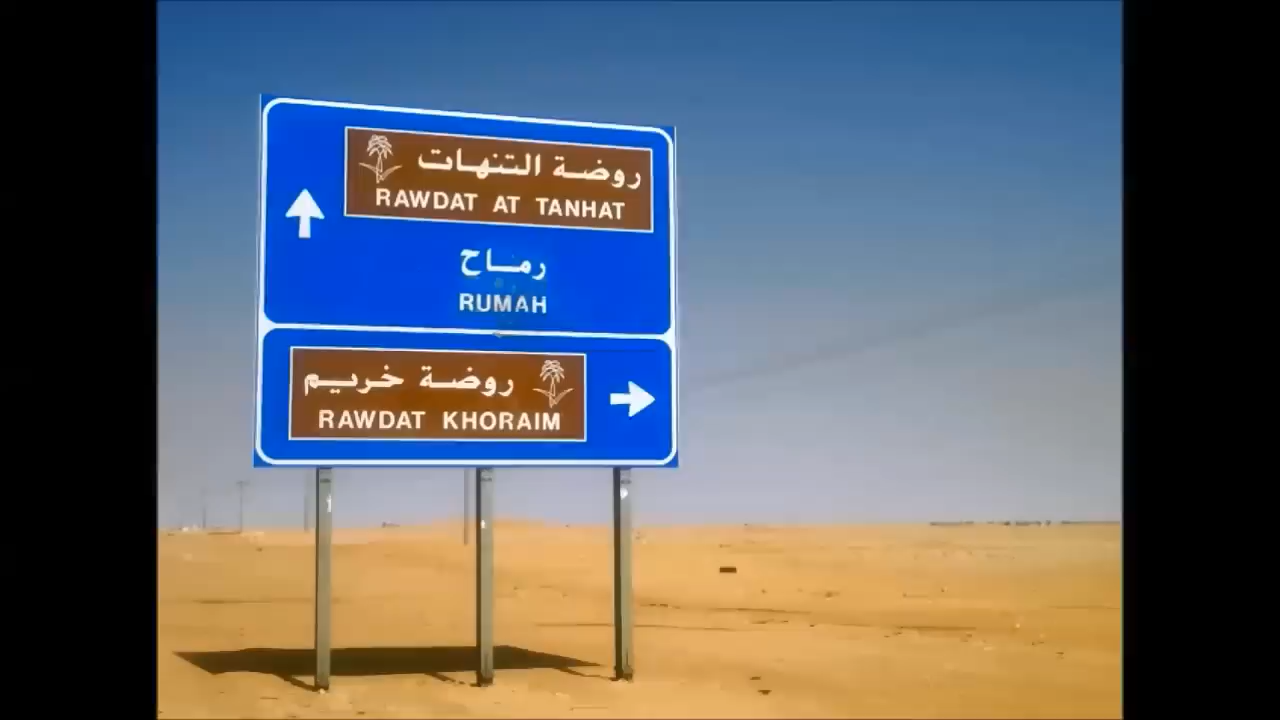 روضة التنهات
RAWDAT AT TANHAT
رماح
RUMAH
روضة خريم
RAWDAT KHORAIM